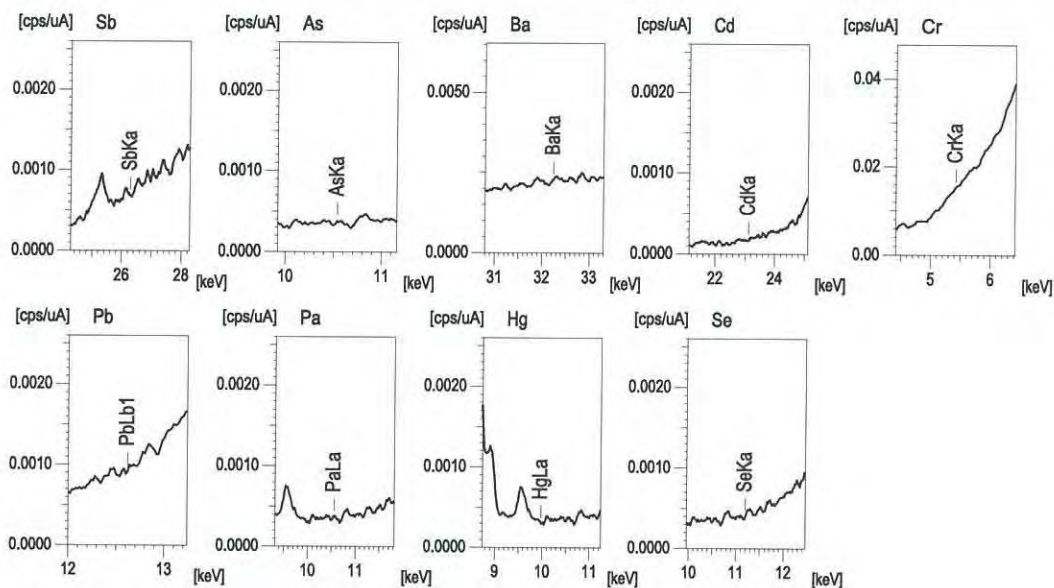 [cps/uA] Sb
0.0020
0.0010
0.0000
SbKa
26 28
[keV]
[cps/uA] As
0.0020
0.0010
0.0000
AsKa
10 11
[keV]
[cps/uA] Ba
0.0050
0.0000
BaKa
31 32 33
[keV]
[cps/uA] Cd
0.0020
0.0010
0.0000
CdKa
22 24
[keV]
[cps/uA] Cr
0.04
0.02
0.00
CrKa
5 6
[keV]
[cps/uA] Pb
0.0020
0.0010
0.0000
PbLb1
12 13
[keV]
[cps/uA] Pa
0.0020
0.0010
0.0000
PaLa
10 11
[keV]
[cps/uA] Hg
0.0020
0.0010
0.0000
HgLa
9 10 11
[keV]
[cps/uA] Se
0.0020
0.0010
0.0000
SeKa
10 11 12
[keV]